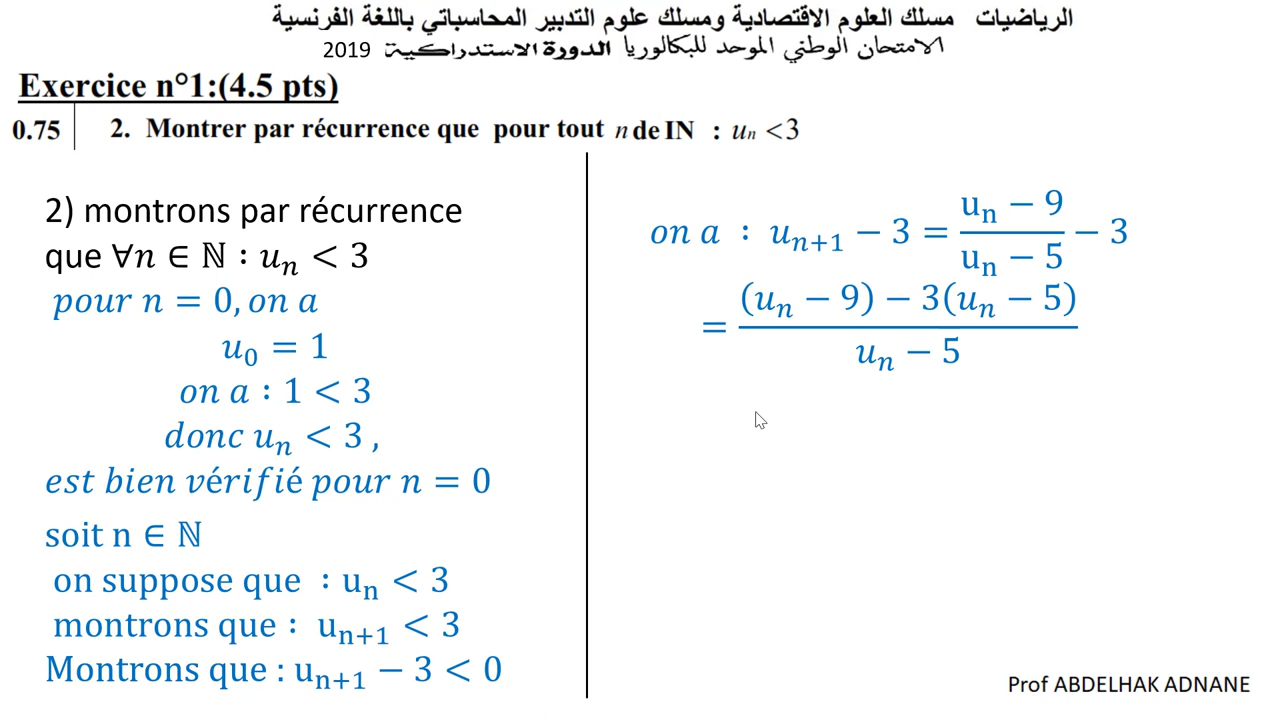 الرياضيات مسلك العلوم الاقتصادية ومسلك علوم التدبير المحاسباتي باللغة الفرنسية
الامتحان الوطني الموحد للبكالوريا الدورة الاستدراكية 2019
Exercice n°1:(4.5 pts)
0.75 2. Montrer par récurrence que pour tout n de IN : uₙ <3
2) montrons par récurrence
que ∀n ∈ ℕ : uₙ < 3
pour n = 0, on a
u₀ = 1
on a : 1 < 3
donc uₙ < 3 ,
est bien vérifié pour n = 0
soit n ∈ ℕ
on suppose que : uₙ < 3
montrons que : uₙ₊₁ < 3
Montrons que : uₙ₊₁ − 3 < 0
on a : uₙ₊₁ − 3 = (uₙ − 9)/(uₙ − 5) − 3
= ((uₙ − 9) − 3(uₙ − 5))/(uₙ − 5)
Prof ABDELHAK ADNANE